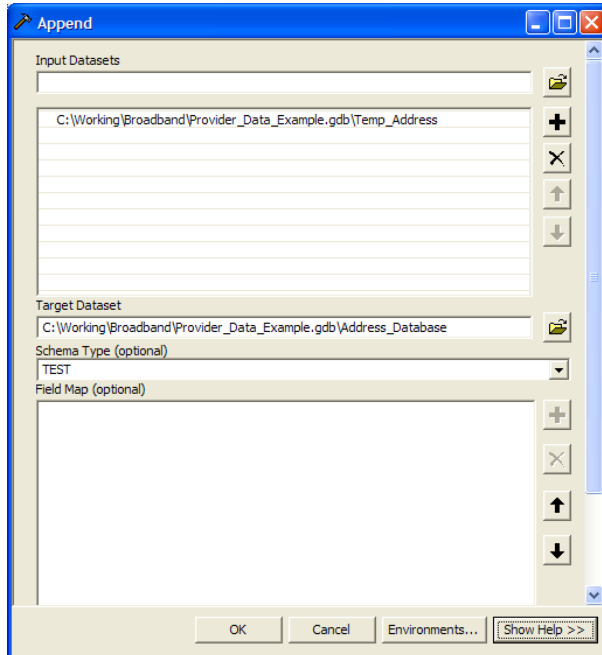 Append
Input Datasets
C:\Working\Broadband\Provider_Data_Example.gdb\Temp_Address
Target Dataset
C:\Working\Broadband\Provider_Data_Example.gdb\Address_Database
Schema Type (optional)
TEST
Field Map (optional)
OK Cancel Environments... Show Help >>